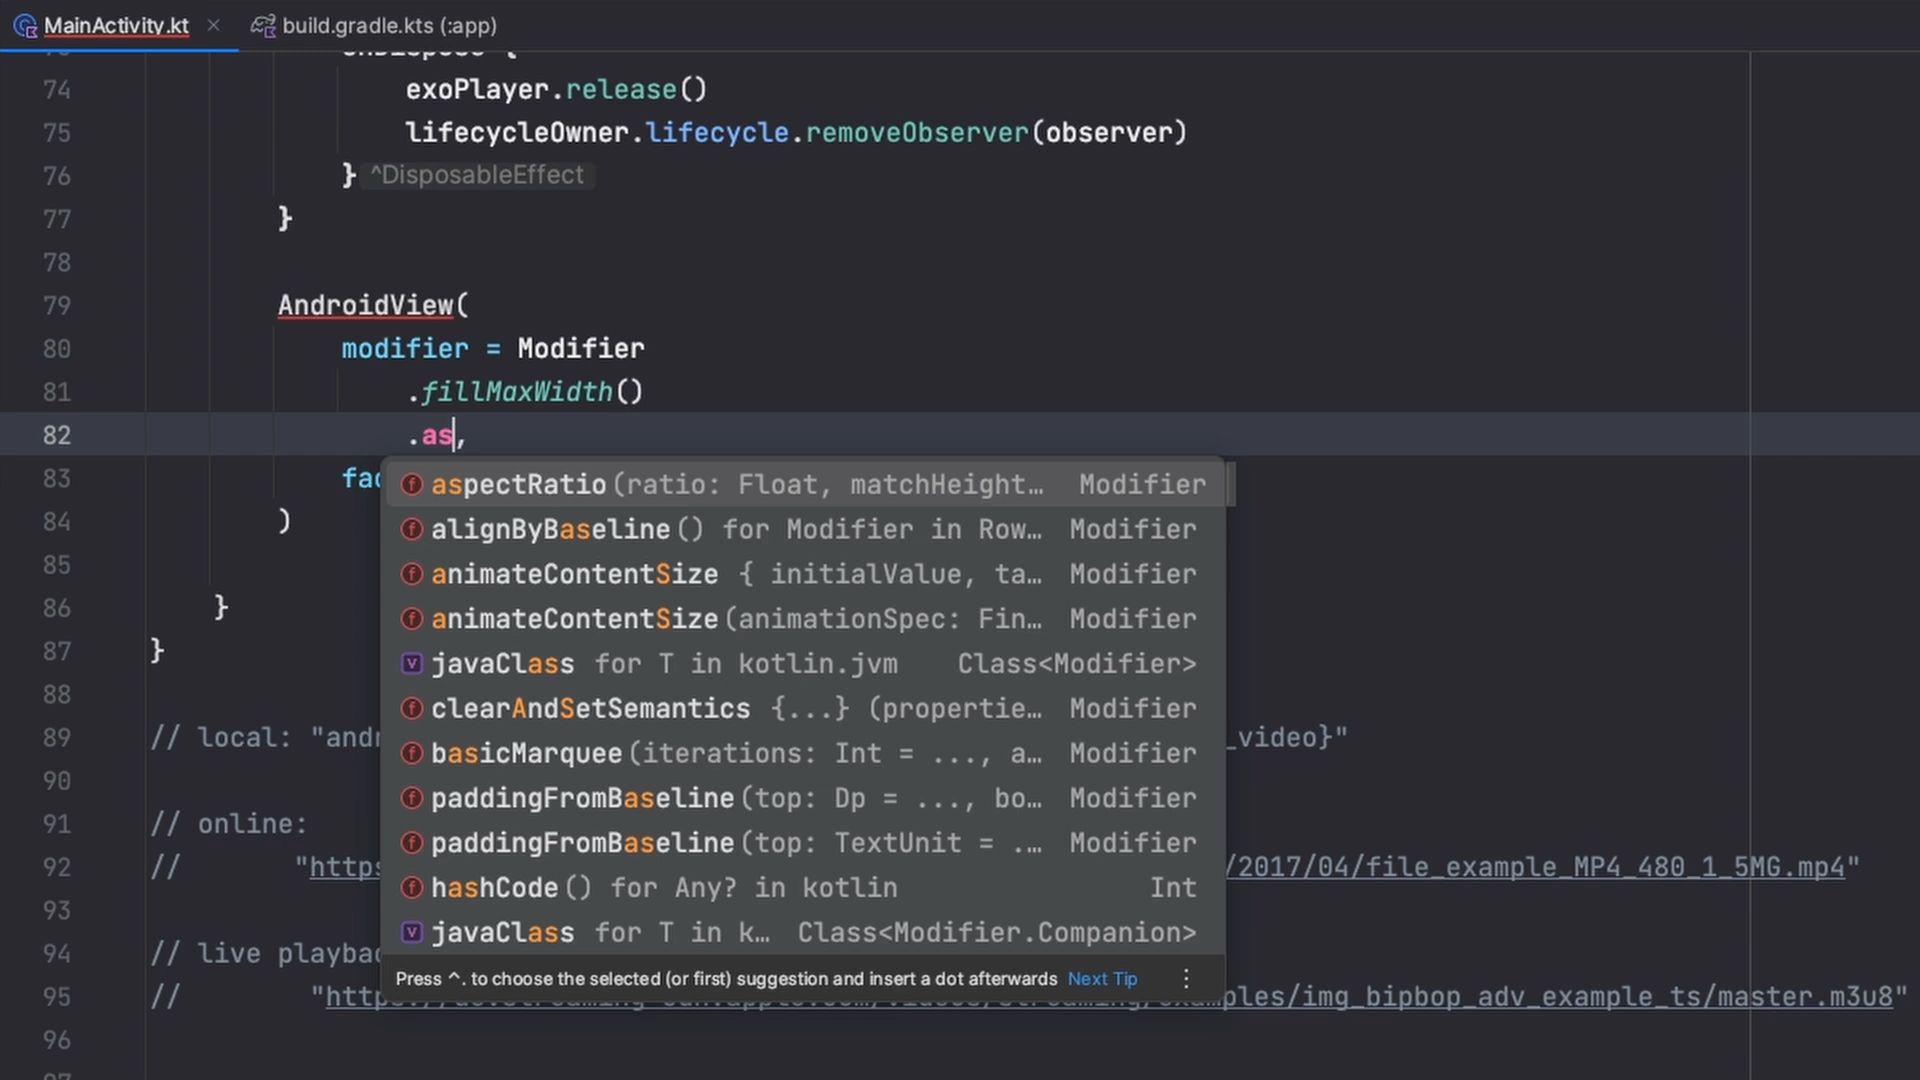 MainActivity.kt
build.gradle.kts (:app)
74 exoPlayer.release()
75 lifecycleOwner.lifecycle.removeObserver(observer)
76 } ^DisposableEffect
77 }
78
79 AndroidView(
80 modifier = Modifier
81 .fillMaxWidth()
82 .as,
83 fac
aspectRatio(ratio: Float, matchHeight… Modifier
alignByBaseline() for Modifier in Row… Modifier
animateContentSize { initialValue, ta… Modifier
animateContentSize(animationSpec: Fin… Modifier
javaClass for T in kotlin.jvm Class<Modifier>
clearAndSetSemantics {...} (propertie… Modifier
basicMarquee(iterations: Int = ..., a… Modifier
paddingFromBaseline(top: Dp = ..., bo… Modifier
paddingFromBaseline(top: TextUnit = .… Modifier
hashCode() for Any? in kotlin Int
javaClass for T in k… Class<Modifier.Companion>
Press ^. to choose the selected (or first) suggestion and insert a dot afterwards Next Tip
84 )
85
86 }
87 }
88
89 // local: "andr _video}"
90
91 // online:
92 // "https /2017/04/file_example_MP4_480_1_5MG.mp4"
93
94 // live playbac
95 // "https: /img_bipbop_adv_example_ts/master.m3u8"
96